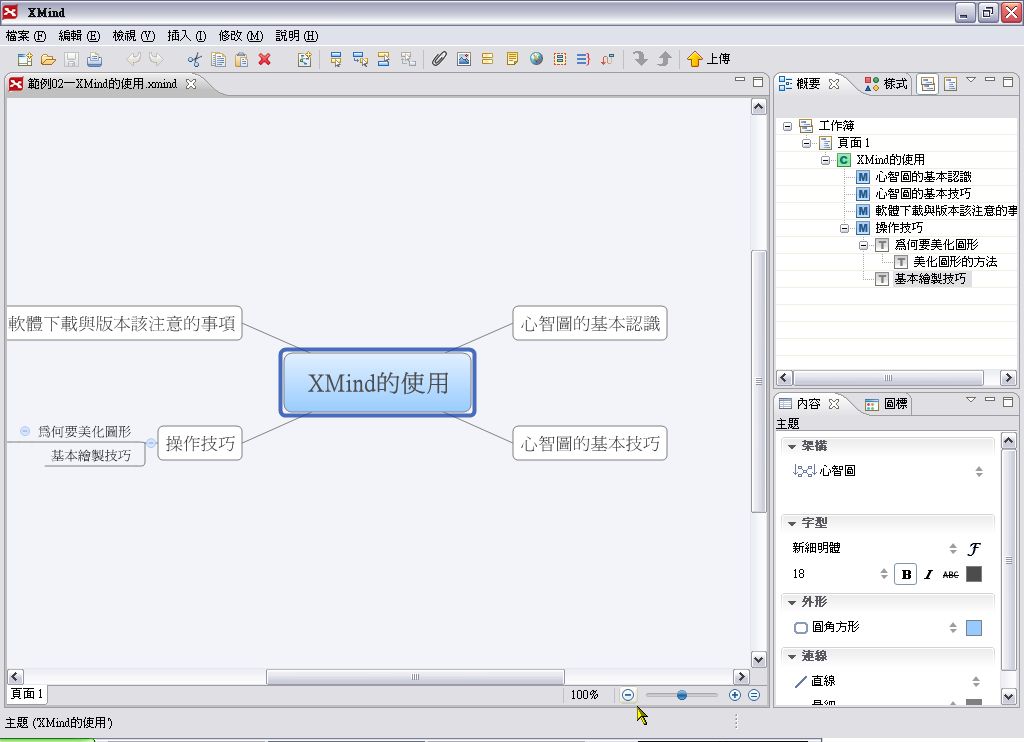 XMind
檔案 (F) 編輯 (E) 檢視 (V) 插入 (I) 修改 (M) 說明 (H)
上傳
範例02一XMind的使用.xmind
概要
樣式
工作簿
頁面 1
C XMind的使用
M 心智圖的基本認識
M 心智圖的基本技巧
M 軟體下載與版本該注意的事
M 操作技巧
T 為何要美化圖形
T 美化圖形的方法
T 基本繪製技巧
軟體下載與版本該注意的事項
心智圖的基本認識
XMind的使用
為何要美化圖形
基本繪製技巧
操作技巧
心智圖的基本技巧
內容
圖標
主題
架構
心智圖
字型
新細明體
18 B I ABC
外形
圓角方形
連線
直線
頁面 1
100%
主題 ('XMind的使用')